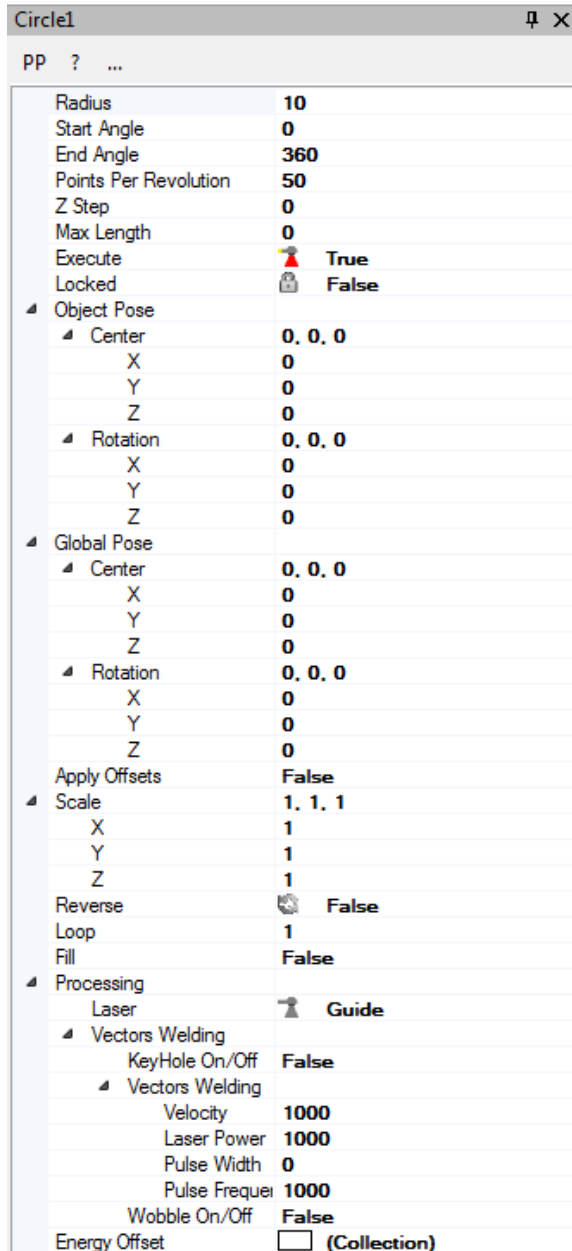 Circle1
PP ? ...
Radius 10
Start Angle 0
End Angle 360
Points Per Revolution 50
Z Step 0
Max Length 0
Execute True
Locked False
Object Pose
Center 0, 0, 0
X 0
Y 0
Z 0
Rotation 0, 0, 0
X 0
Y 0
Z 0
Global Pose
Center 0, 0, 0
X 0
Y 0
Z 0
Rotation 0, 0, 0
X 0
Y 0
Z 0
Apply Offsets False
Scale 1, 1, 1
X 1
Y 1
Z 1
Reverse False
Loop 1
Fill False
Processing
Laser Guide
Vectors Welding
KeyHole On/Off False
Vectors Welding
Velocity 1000
Laser Power 1000
Pulse Width 0
Pulse Frequer 1000
Wobble On/Off False
Energy Offset (Collection)